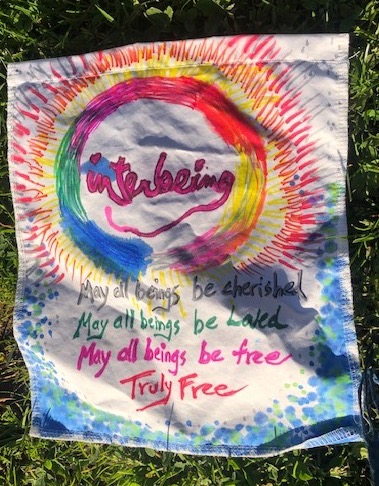 interbeing
May all beings be cherished
May all beings be Loved
May all beings be free
Truly Free